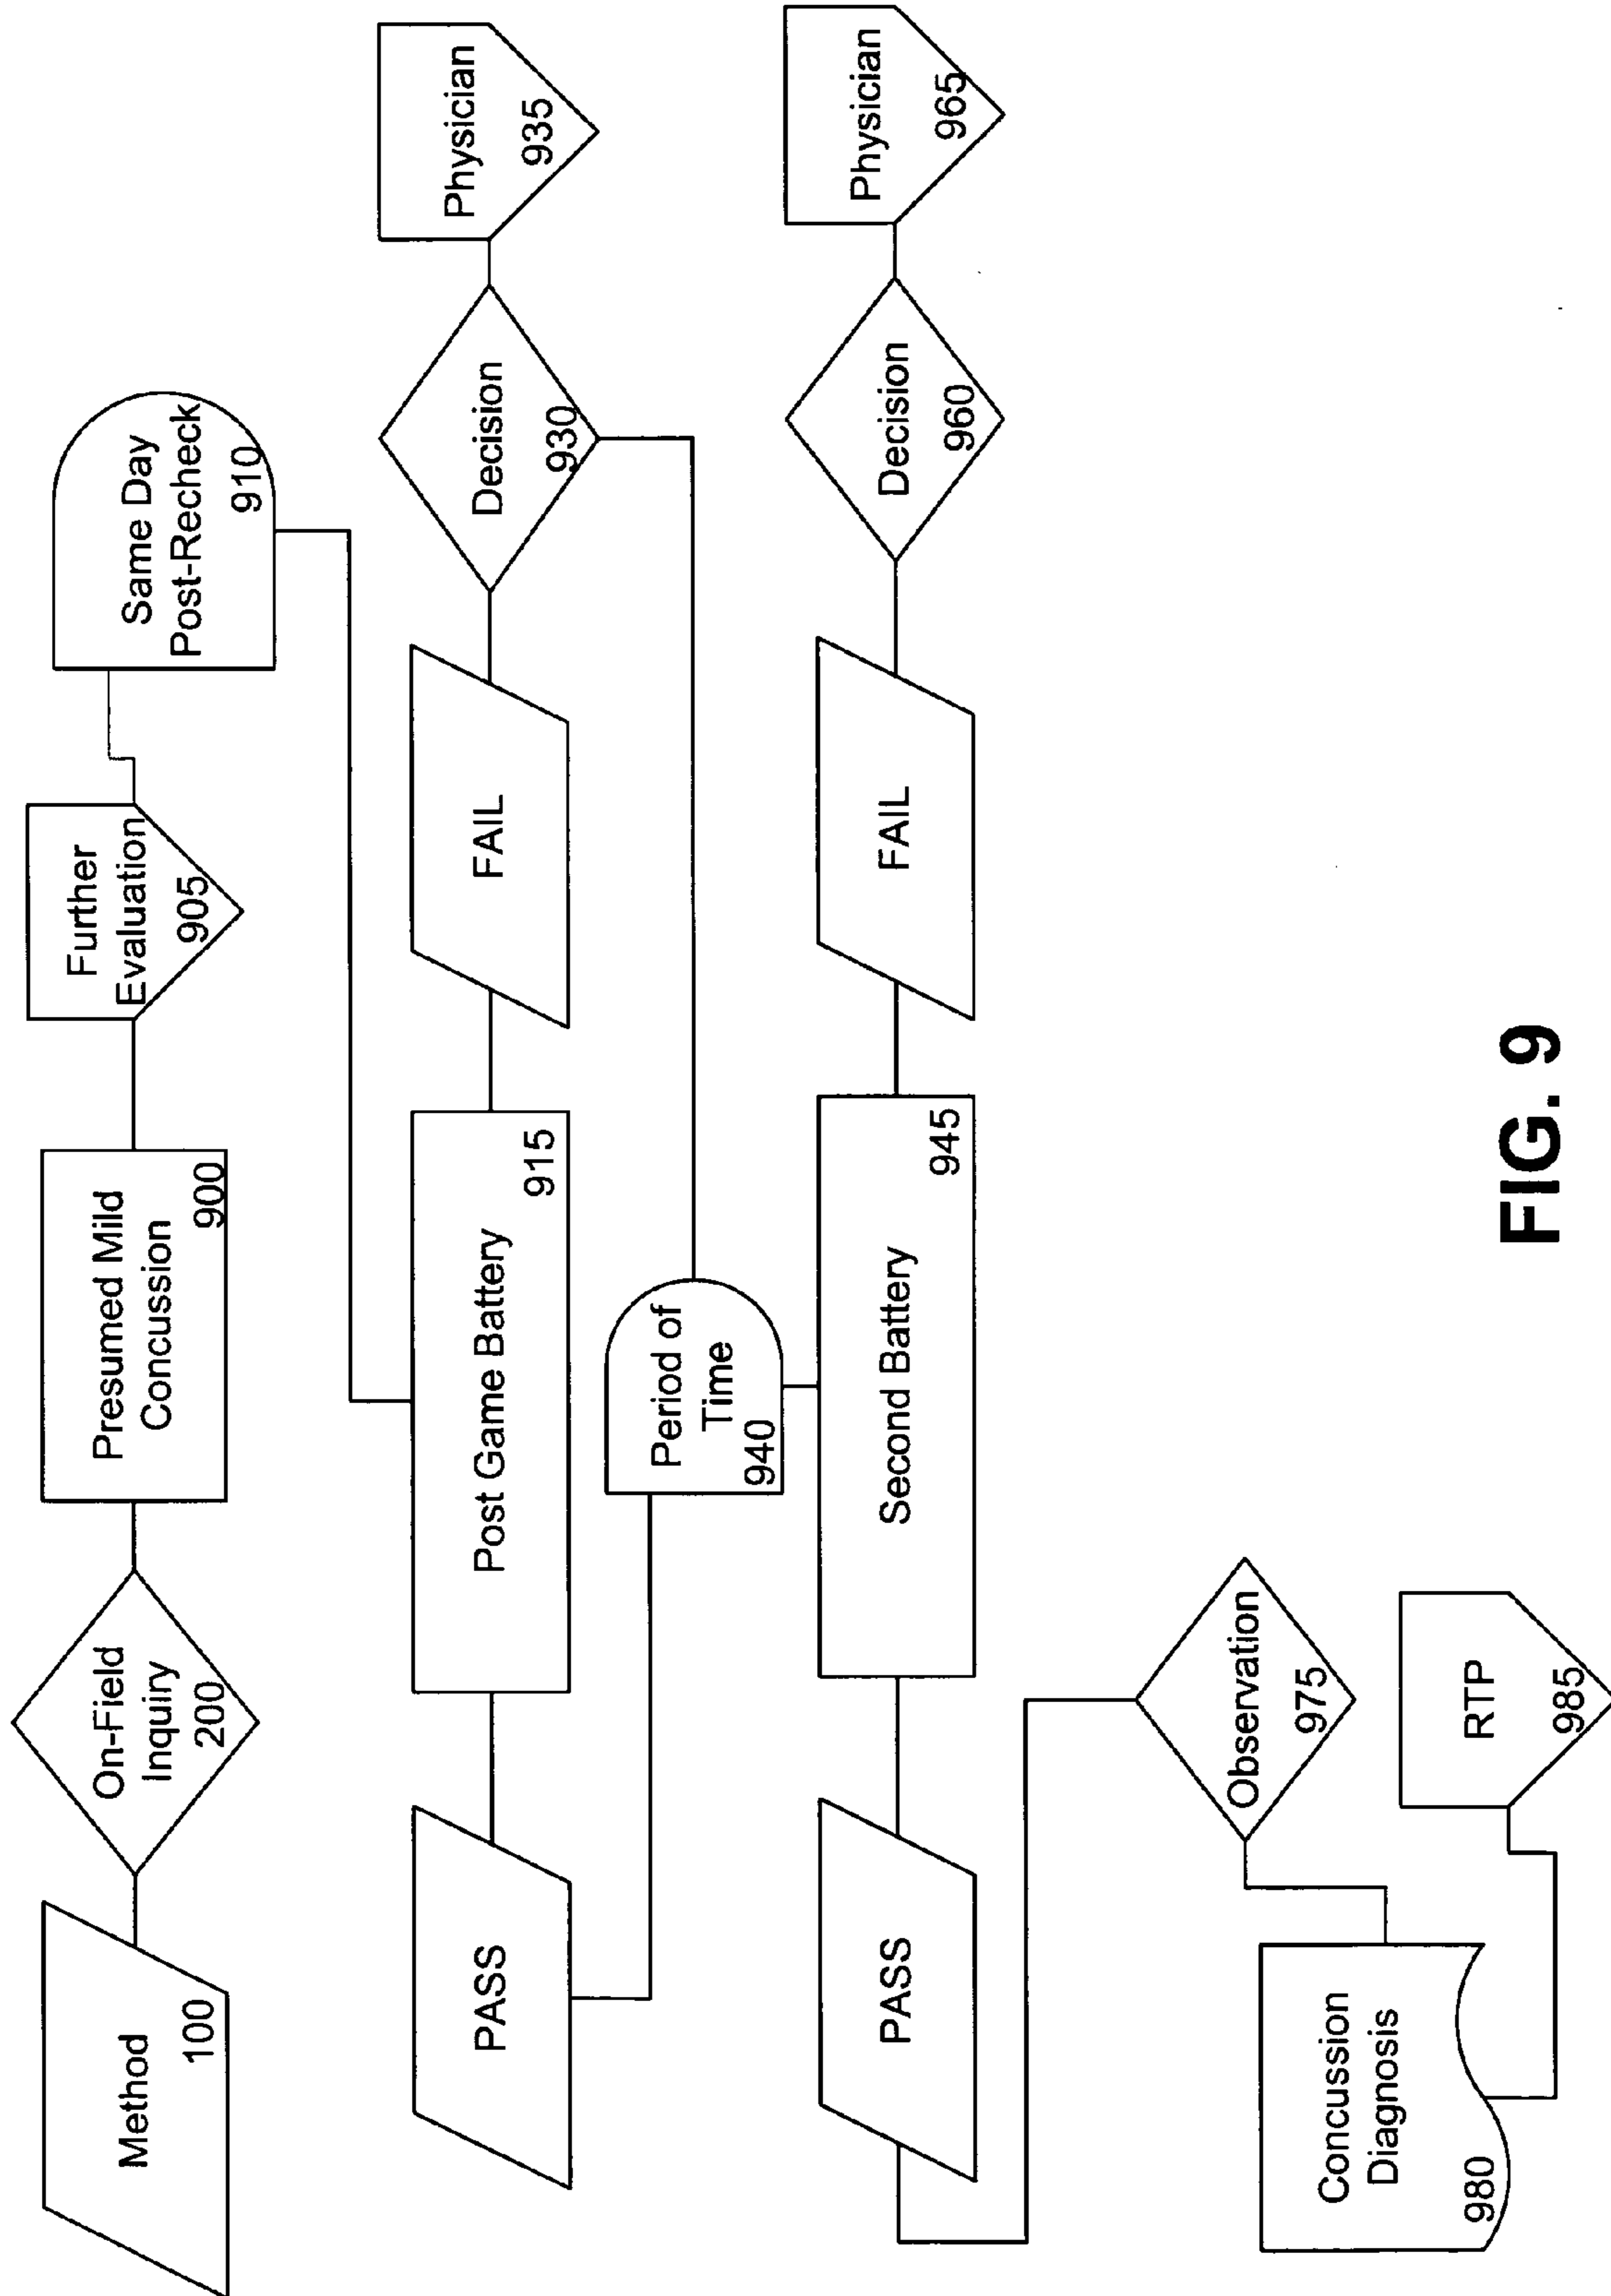 Method
100
On-Field
Inquiry
200
Presumed Mild
Concussion
900
Further
Evaluation
905
Same Day
Post-Recheck
910
PASS
Post Game Battery
915
FAIL
Decision
930
Physician
935
Period of
Time
940
PASS
Second Battery
945
FAIL
Decision
960
Physician
965
Observation
975
Concussion
Diagnosis
980
RTP
985
FIG. 9